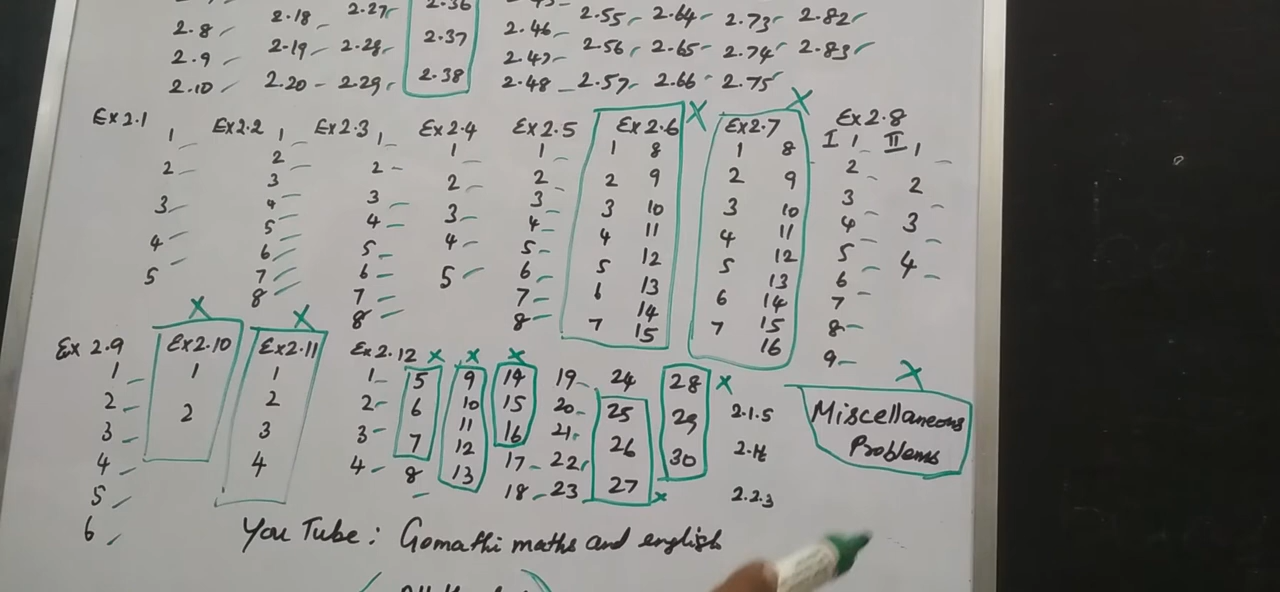 2.36
2.8 2.18 2.27 2.37 2.46 2.55 2.64 2.73 2.82
2.9 2.19 2.28 2.38 2.47 2.56 2.65 2.74 2.83
2.10 2.20 2.29 2.48 2.57 2.66 2.75
Ex 2.1 Ex 2.2 Ex 2.3 Ex 2.4 Ex 2.5 Ex 2.6 X Ex 2.7 X Ex 2.8
1 1 1 1 1 1 8 1 8 I 1 II 1
2 2 2 2 2 2 9 2 9 2 2
3 3 3 3 3 3 10 3 10 3 3
4 4 4 4 4 4 11 4 11 4 4
5 5 5 5 5 5 12 5 12 5
6 6 6 6 13 6 13 6
7 7 7 7 14 7 14 7
8 8 8 15 15 8
16 9
X X
Ex 2.9 Ex 2.10 Ex 2.11 Ex 2.12 X X X X
1 1 1 1 5 9 14 19 24 28 X 2.1.5 Miscellaneous
2 2 2 2 6 10 15 20 25 29 Problems
3 3 3 7 11 16 21 26 30
4 4 4 8 12 17 22 27 X 2.2.3
5 13 18 23
6
YouTube : Gomathi maths and english